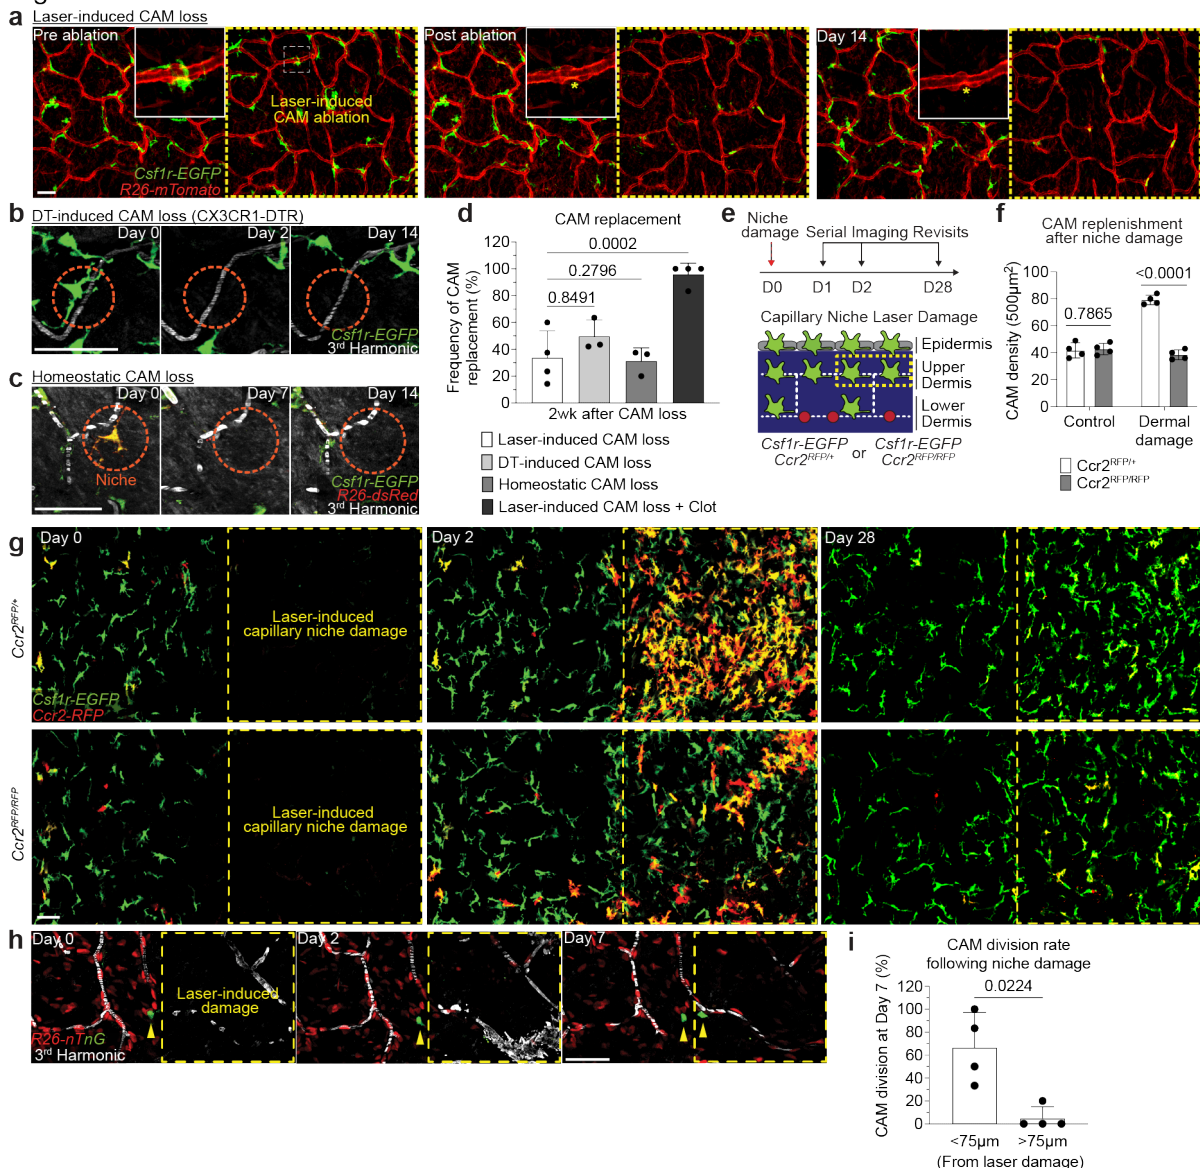 a Laser-induced CAM loss
Pre ablation
Laser-induced
CAM ablation
Csf1r-EGFP
R26-mTomato
Post ablation
*
Day 14
*
b DT-induced CAM loss (CX3CR1-DTR)
Day 0
Day 2
Day 14
Csf1r-EGFP
3rd Harmonic
c Homeostatic CAM loss
Day 0
Niche
Day 7
Day 14
Csf1r-EGFP
R26-dsRed
3rd Harmonic
d
CAM replacement
0.0002
0.2796
0.8491
Frequency of CAM
replacement (%)
120
100
80
60
40
20
0
2wk after CAM loss
Laser-induced CAM loss
DT-induced CAM loss
Homeostatic CAM loss
Laser-induced CAM loss + Clot
e
Niche
damage
Serial Imaging Revisits
D0
D1
D2
D28
Capillary Niche Laser Damage
Epidermis
Upper
Dermis
Lower
Dermis
Csf1r-EGFP
Ccr2RFP/+
or
Csf1r-EGFP
Ccr2RFP/RFP
f
CAM replenishment
after niche damage
<0.0001
0.7865
CAM density (600µm²)
100
80
60
40
20
0
Control
Dermal
damage
Ccr2RFP/+
Ccr2RFP/RFP
g
Ccr2RFP/+
Day 0
Laser-induced
capillary niche damage
Csf1r-EGFP
Ccr2-RFP
Day 2
Day 28
Ccr2RFP/RFP
Laser-induced
capillary niche damage
h
Day 0
Laser-induced
damage
R26-nTnG
3rd Harmonic
Day 2
Day 7
i
CAM division rate
following niche damage
0.0224
CAM division at Day 7 (%)
120
100
80
60
40
20
0
<75µm
>75µm
(From laser damage)